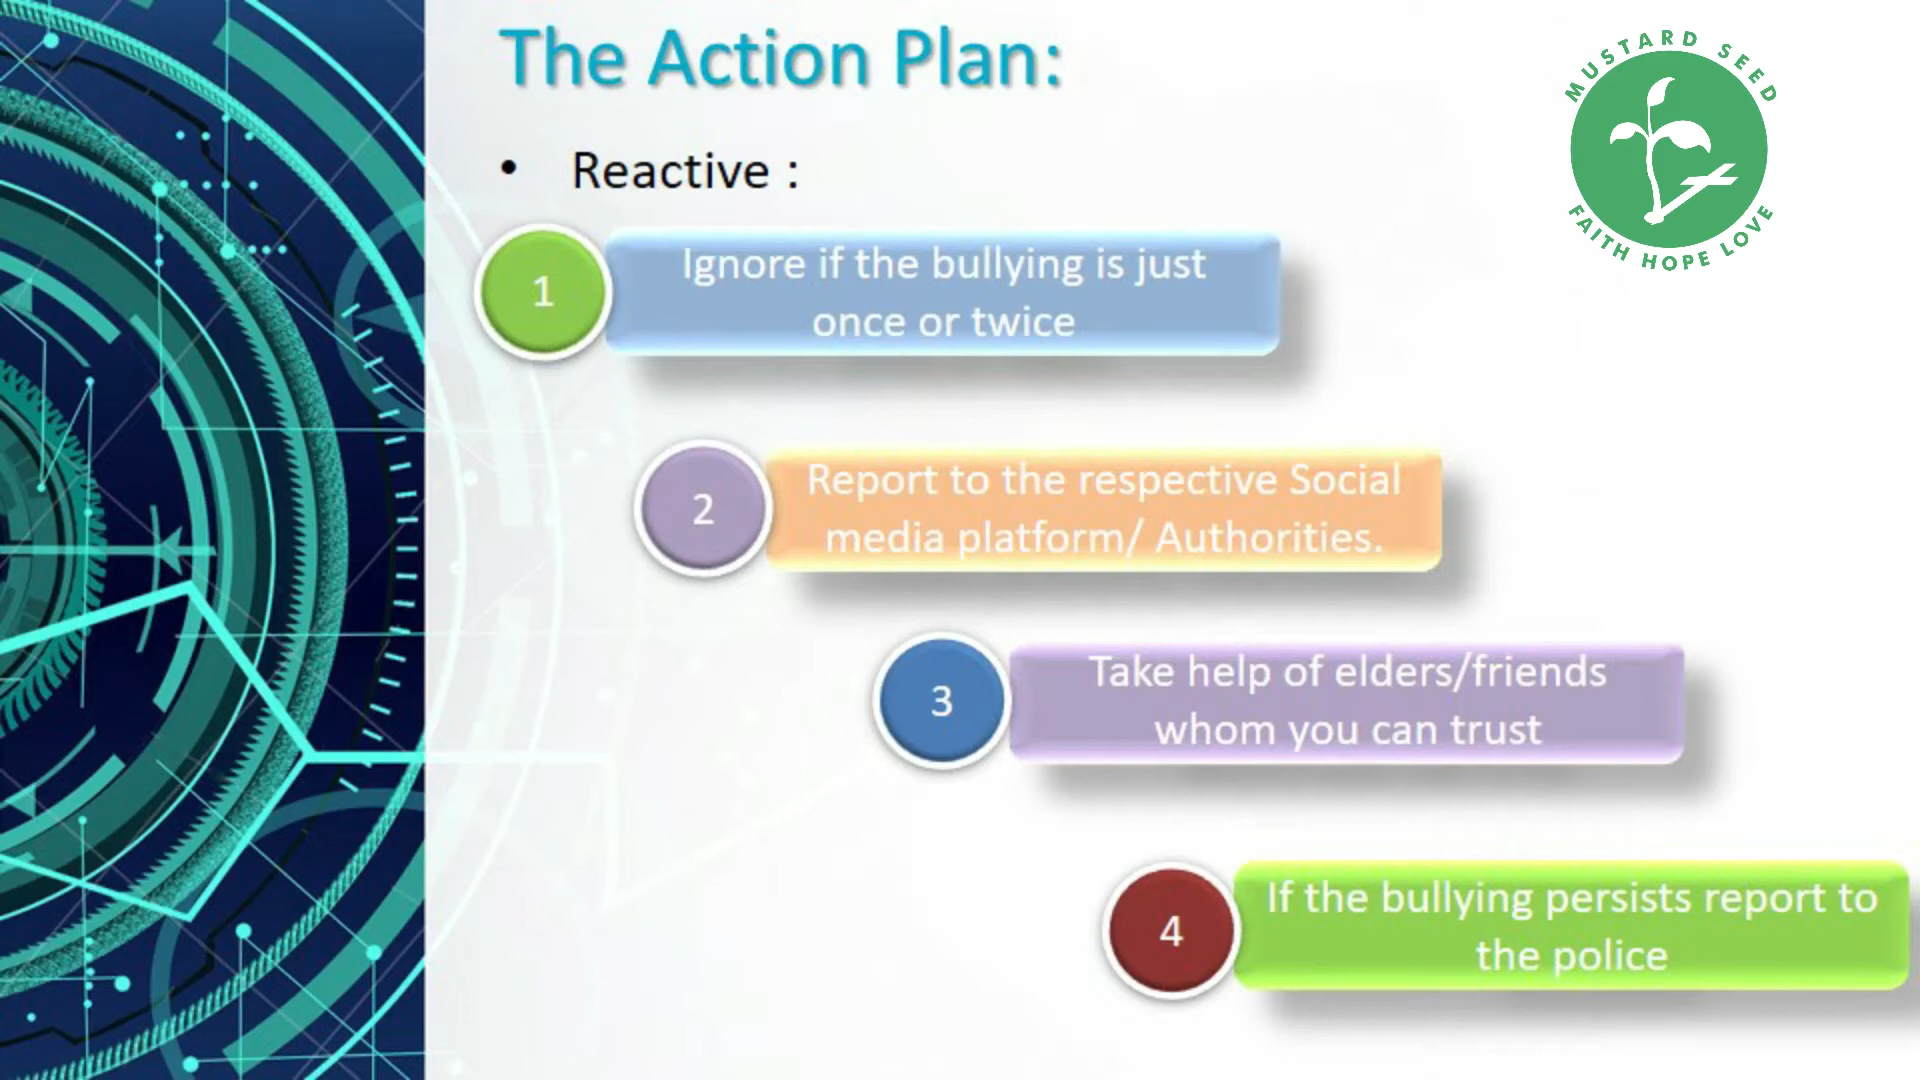 The Action Plan:
MUSTARD SEED
FAITH HOPE LOVE
• Reactive :
1
Ignore if the bullying is just
once or twice
2
Report to the respective Social
media platform/ Authorities.
3
Take help of elders/friends
whom you can trust
4
If the bullying persists report to
the police